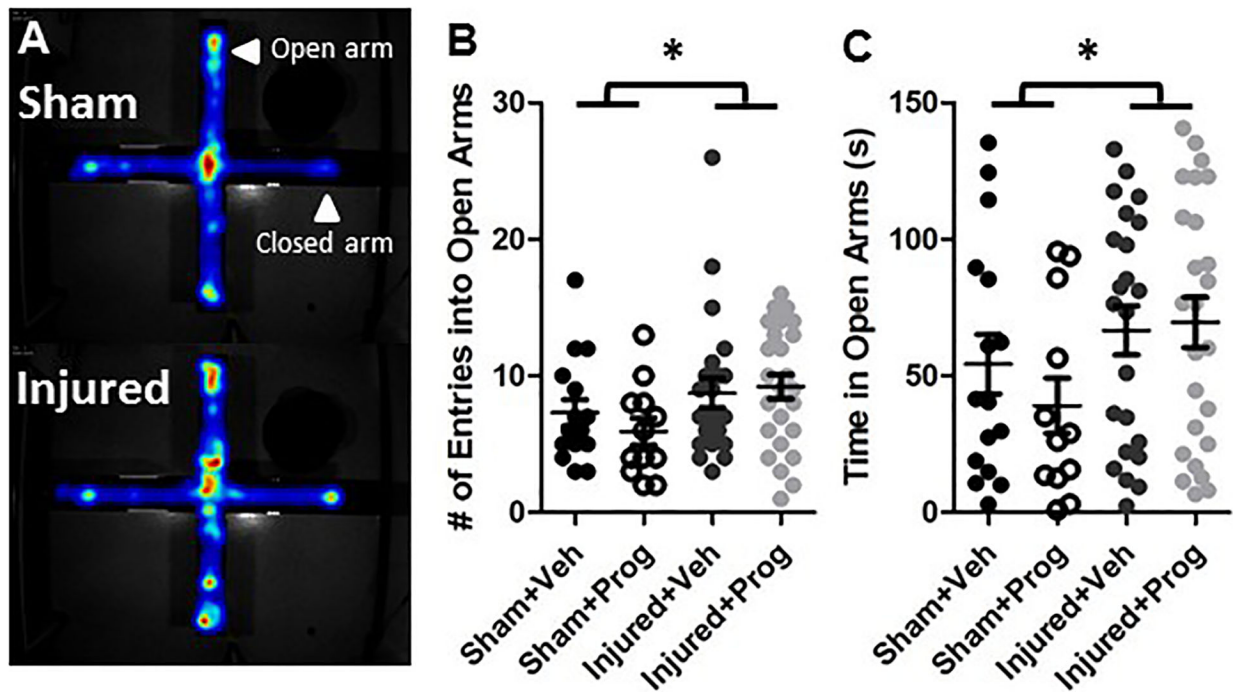 A
Open arm
Sham
Closed arm
Injured
B
*
# of Entries into Open Arms
30
20
10
0
Sham+Veh
Sham+Prog
Injured+Veh
Injured+Prog
C
*
Time in Open Arms (s)
150
100
50
0
Sham+Veh
Sham+Prog
Injured+Veh
Injured+Prog